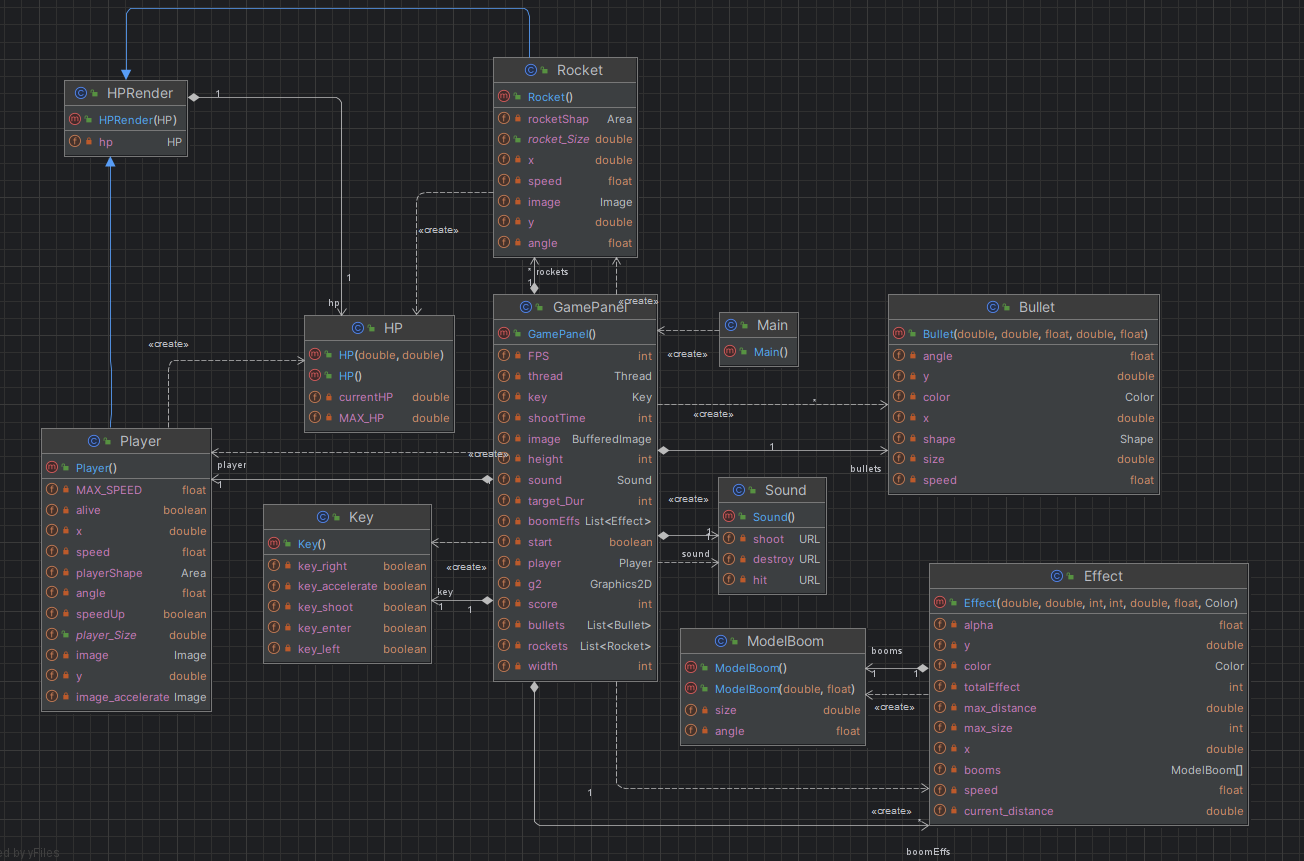 HPRender
HPRender(HP)
hp HP
1
1
hp
Rocket
Rocket()
rocketShap Area
rocket_Size double
x double
speed float
image Image
y double
angle float
«create»
* rockets
1
«create»
HP
HP(double, double)
HP()
currentHP double
MAX_HP double
«create»
GamePanel
GamePanel()
FPS int
thread Thread
key Key
shootTime int
image BufferedImage
height int
sound Sound
target_Dur int
boomEffs List<Effect>
start boolean
player Player
g2 Graphics2D
score int
bullets List<Bullet>
rockets List<Rocket>
width int
Main
Main()
«create»
Bullet
Bullet(double, double, float, double, float)
angle float
y double
color Color
x double
shape Shape
size double
speed float
*
«create»
1
bullets
Player
Player()
MAX_SPEED float
alive boolean
x double
speed float
playerShape Area
angle float
speedUp boolean
player_Size double
image Image
y double
image_accelerate Image
«create»
player
1
Key
Key()
key_right boolean
key_accelerate boolean
key_shoot boolean
key_enter boolean
key_left boolean
«create»
key
1
1
Sound
Sound()
shoot URL
destroy URL
hit URL
«create»
1
sound
ModelBoom
ModelBoom()
ModelBoom(double, float)
size double
angle float
booms
1
1
«create»
Effect
Effect(double, double, int, int, double, float, Color)
alpha float
y double
color Color
totalEffect int
max_distance double
max_size int
x double
booms ModelBoom[]
speed float
current_distance double
1
«create»
*
boomEffs
ed by yFiles